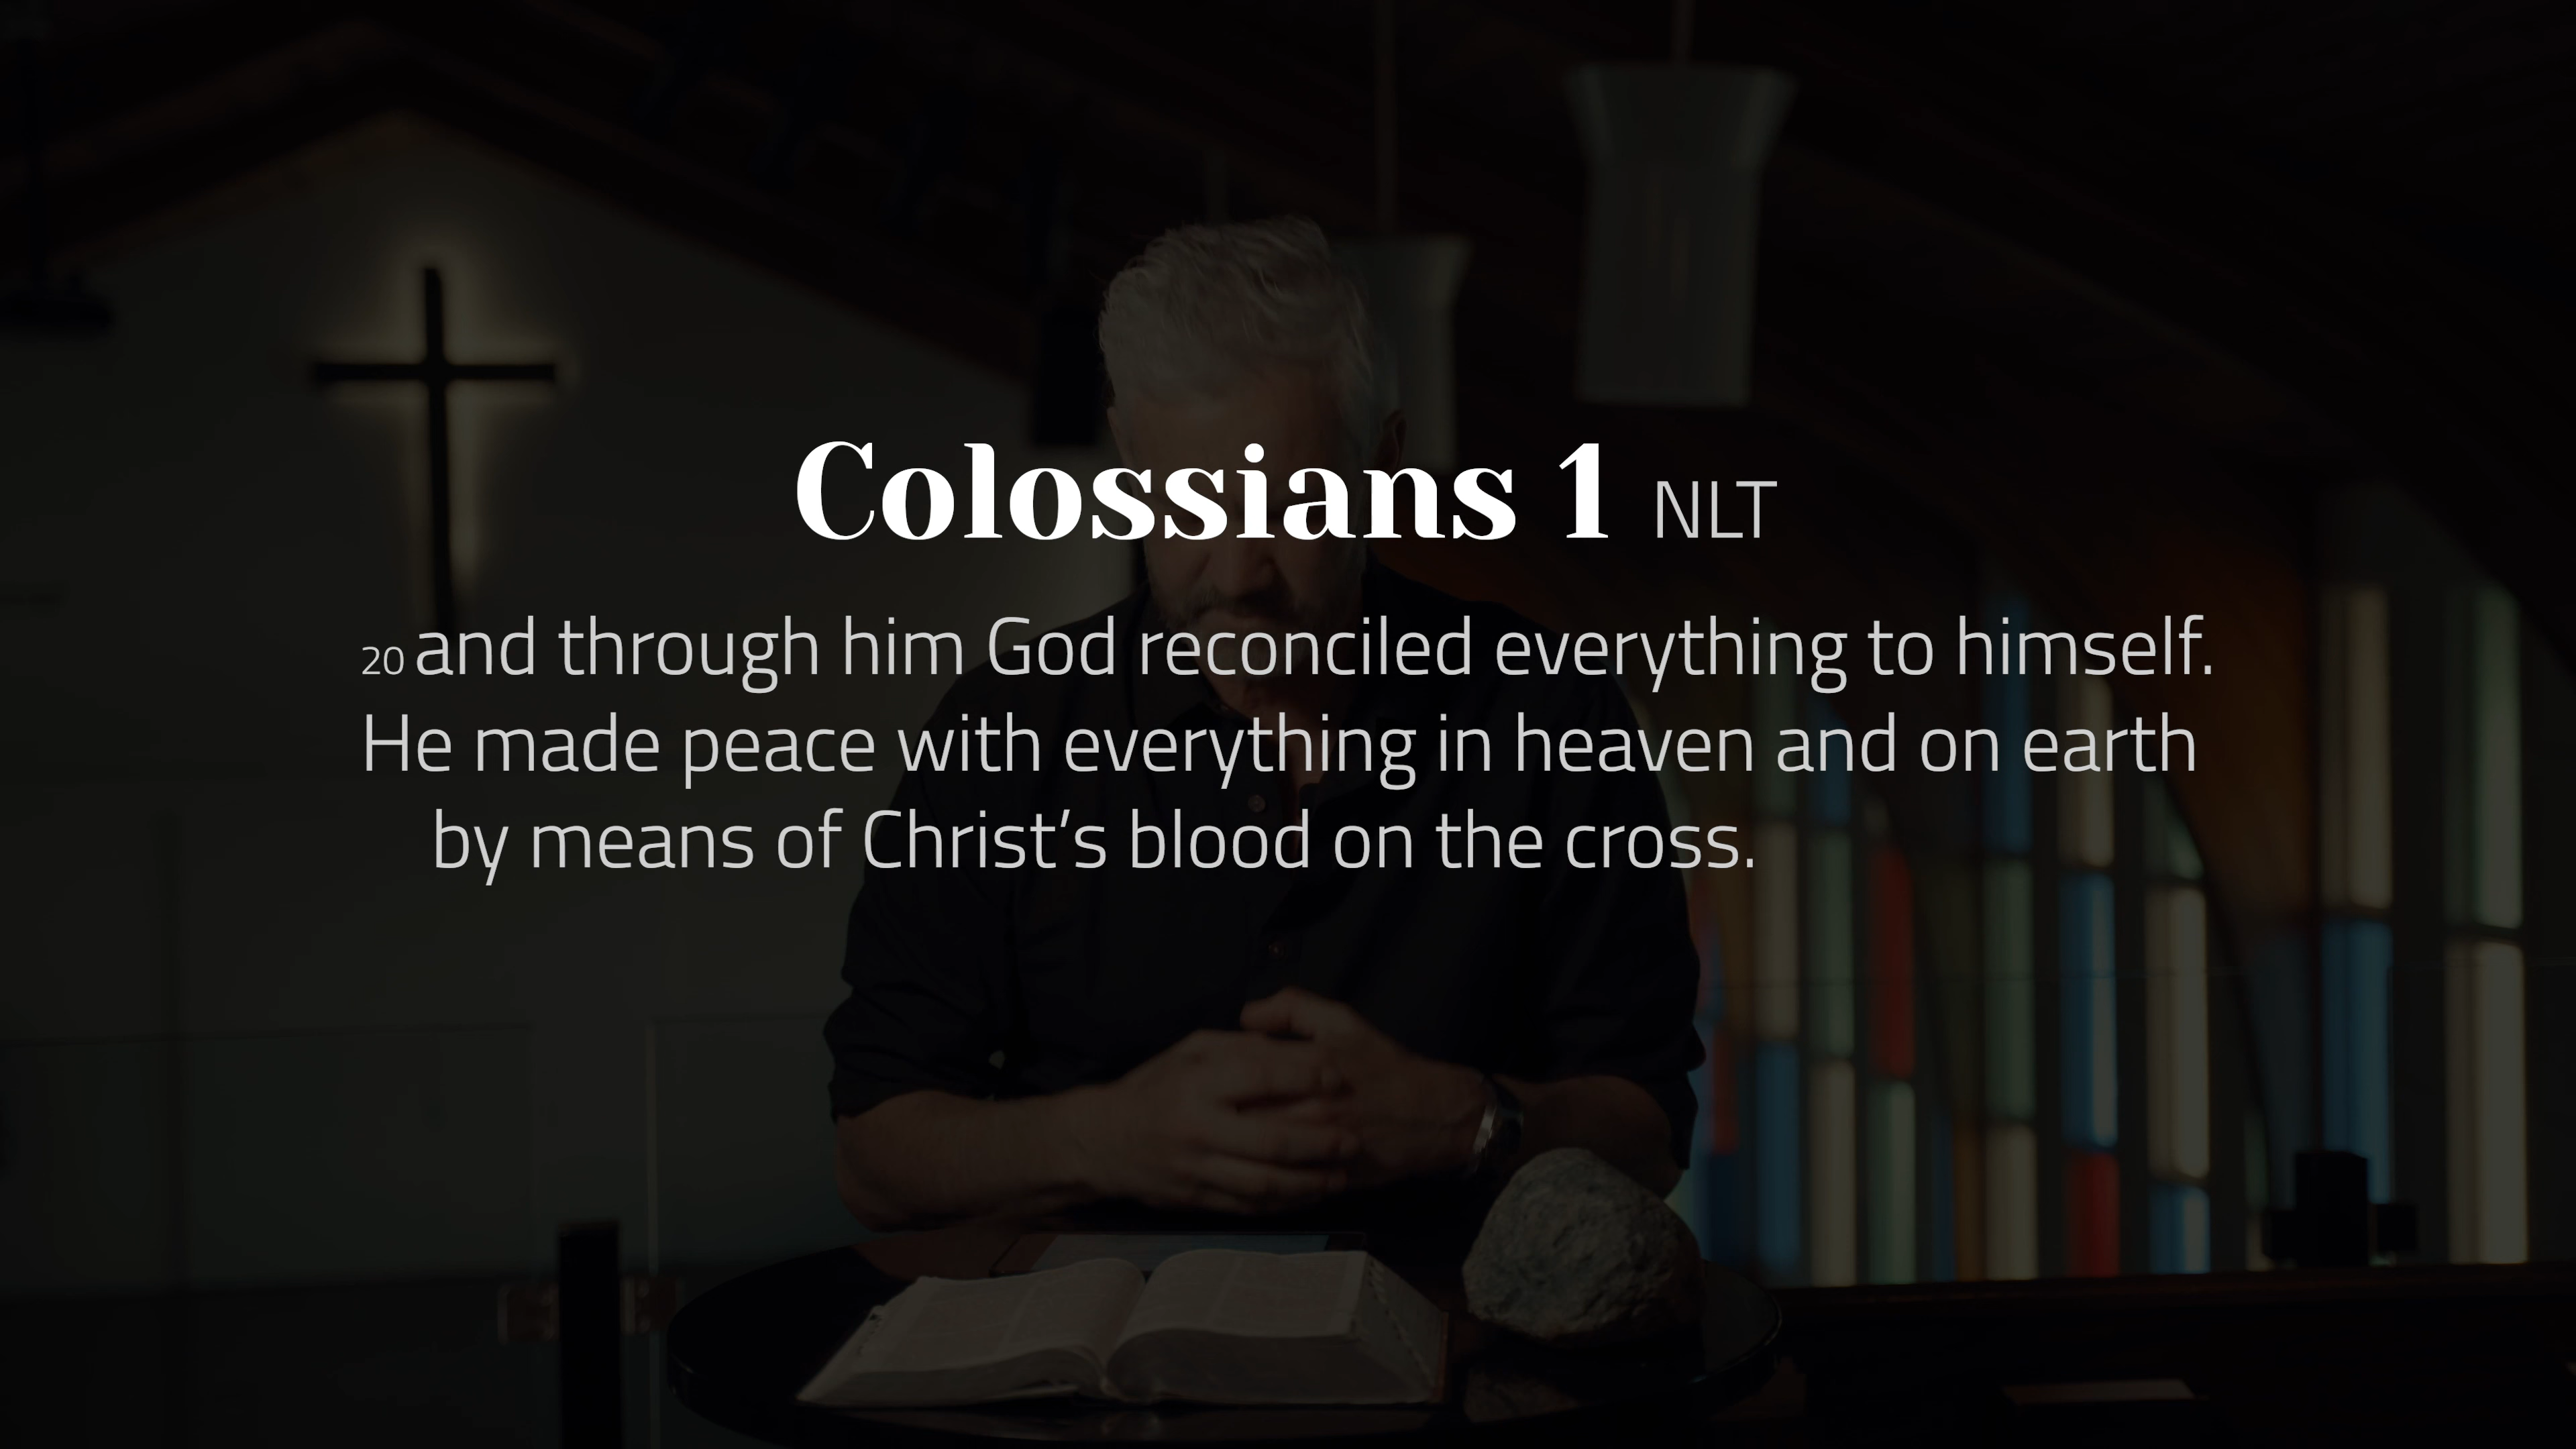 Colossians 1 NLT
20 and through him God reconciled everything to himself.
He made peace with everything in heaven and on earth
by means of Christ’s blood on the cross.